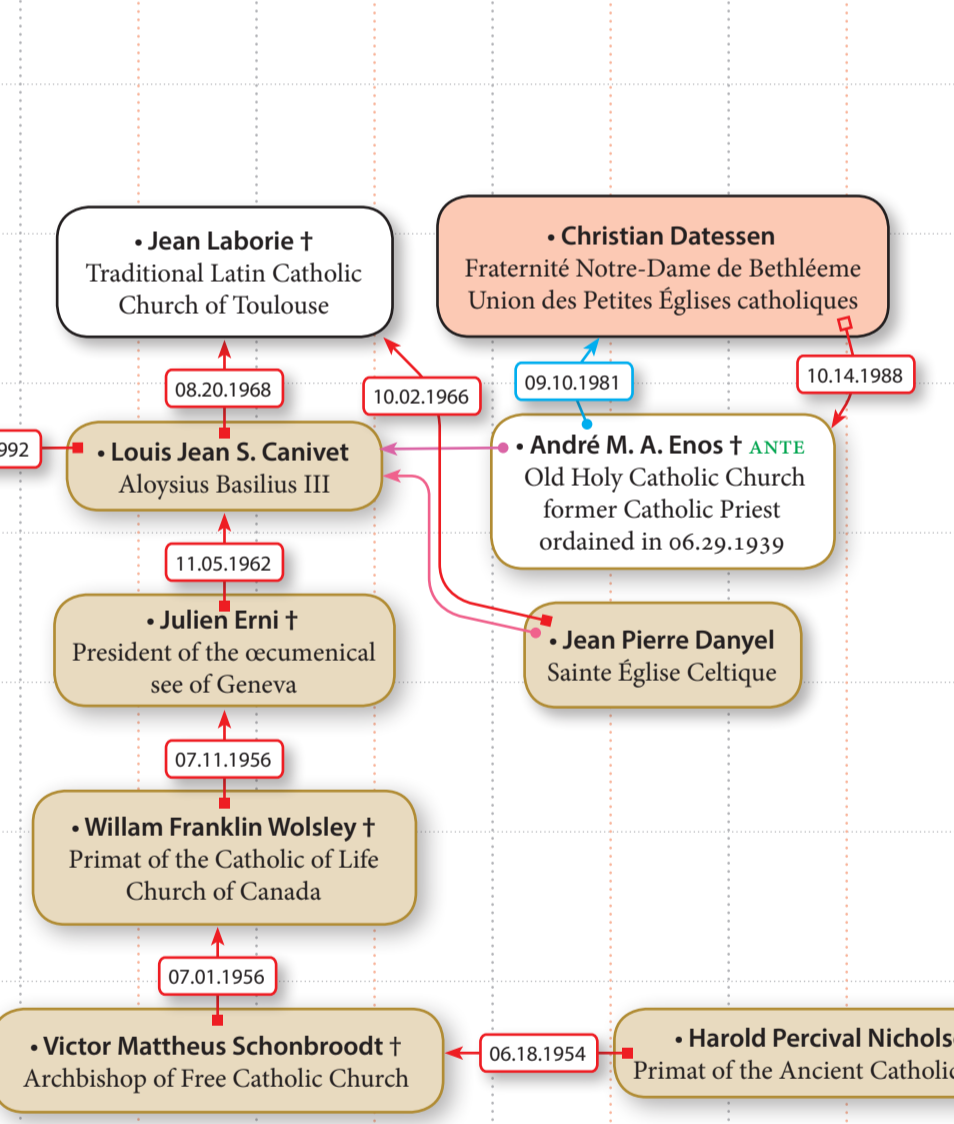 • Jean Laborie †
Traditional Latin Catholic
Church of Toulouse
• Christian Datessen
Fraternité Notre-Dame de Bethléeme
Union des Petites Églises catholiques
08.20.1968
10.02.1966
09.10.1981
10.14.1988
992
• Louis Jean S. Canivet
Aloysius Basilius III
• André M. A. Enos † ANTE
Old Holy Catholic Church
former Catholic Priest
ordained in 06.29.1939
11.05.1962
• Julien Erni †
President of the œcumenical
see of Geneva
• Jean Pierre Danyel
Sainte Église Celtique
07.11.1956
• Willam Franklin Wolsley †
Primat of the Catholic of Life
Church of Canada
07.01.1956
• Victor Mattheus Schonbroodt †
Archbishop of Free Catholic Church
06.18.1954
• Harold Percival Nichols
Primat of the Ancient Catholic